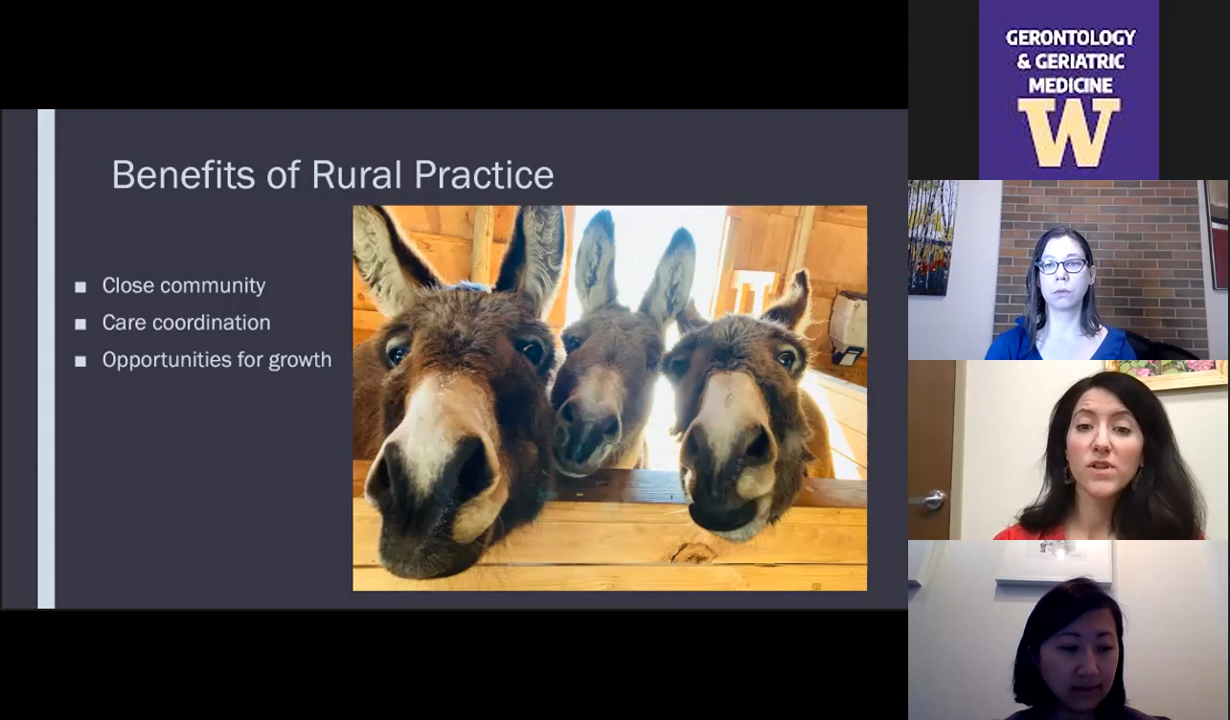 Benefits of Rural Practice
Close community
Care coordination
Opportunities for growth
GERONTOLOGY
& GERIATRIC
MEDICINE
W